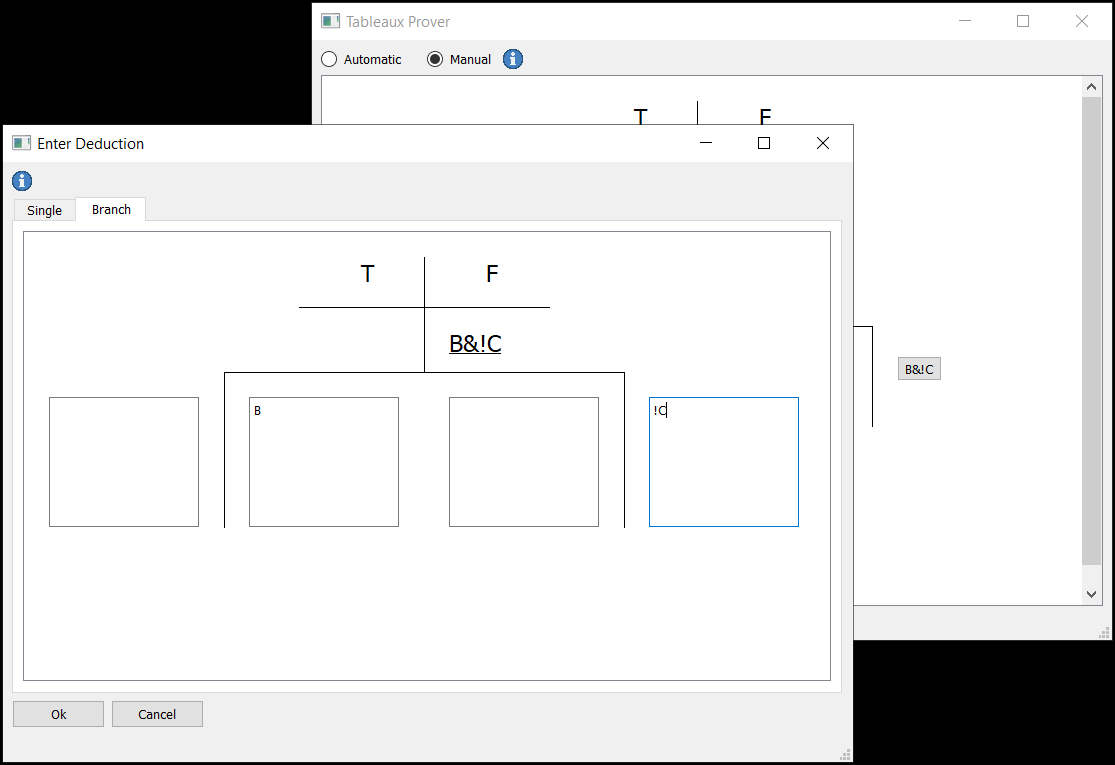 Tableaux Prover
Automatic Manual
T F
Enter Deduction
Single Branch
T F
B&!C
B !C
B&!C
Ok Cancel